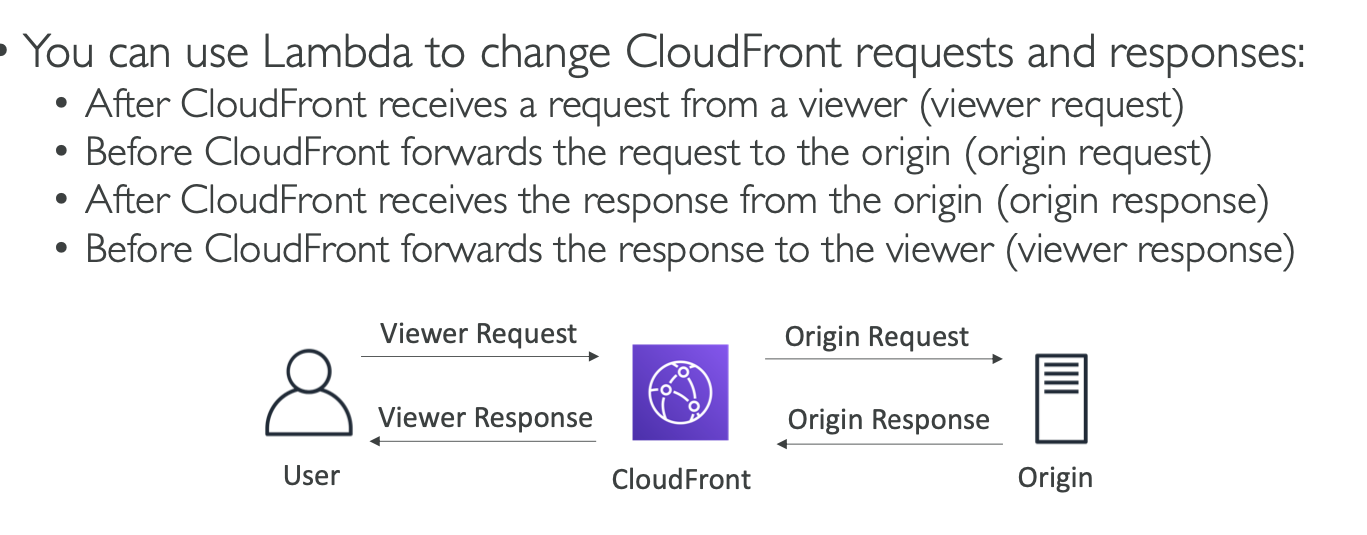 • You can use Lambda to change CloudFront requests and responses:
• After CloudFront receives a request from a viewer (viewer request)
• Before CloudFront forwards the request to the origin (origin request)
• After CloudFront receives the response from the origin (origin response)
• Before CloudFront forwards the response to the viewer (viewer response)
Viewer Request
Origin Request
Viewer Response
Origin Response
User
CloudFront
Origin